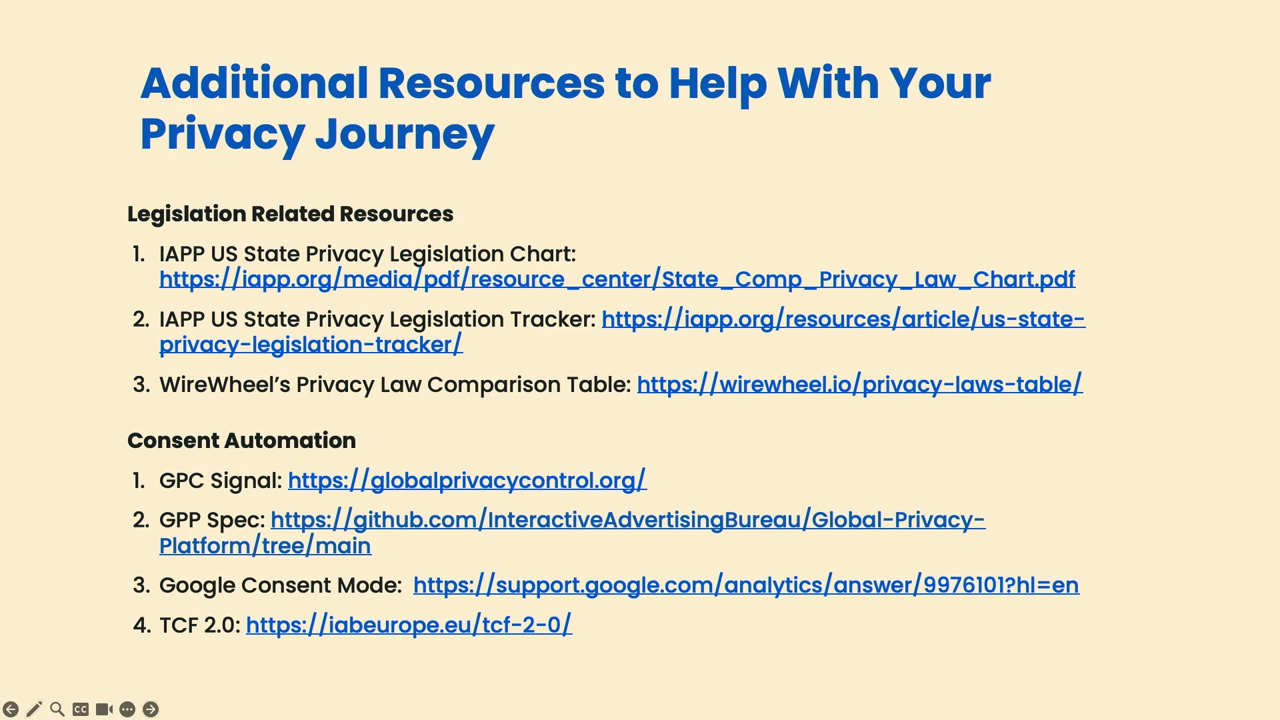 Additional Resources to Help With Your
Privacy Journey
Legislation Related Resources
1. IAPP US State Privacy Legislation Chart:
https://iapp.org/media/pdf/resource_center/State_Comp_Privacy_Law_Chart.pdf
2. IAPP US State Privacy Legislation Tracker: https://iapp.org/resources/article/us-state-
privacy-legislation-tracker/
3. WireWheel’s Privacy Law Comparison Table: https://wirewheel.io/privacy-laws-table/
Consent Automation
1. GPC Signal: https://globalprivacycontrol.org/
2. GPP Spec: https://github.com/InteractiveAdvertisingBureau/Global-Privacy-
Platform/tree/main
3. Google Consent Mode:  https://support.google.com/analytics/answer/9976101?hl=en
4. TCF 2.0: https://iabeurope.eu/tcf-2-0/
CC